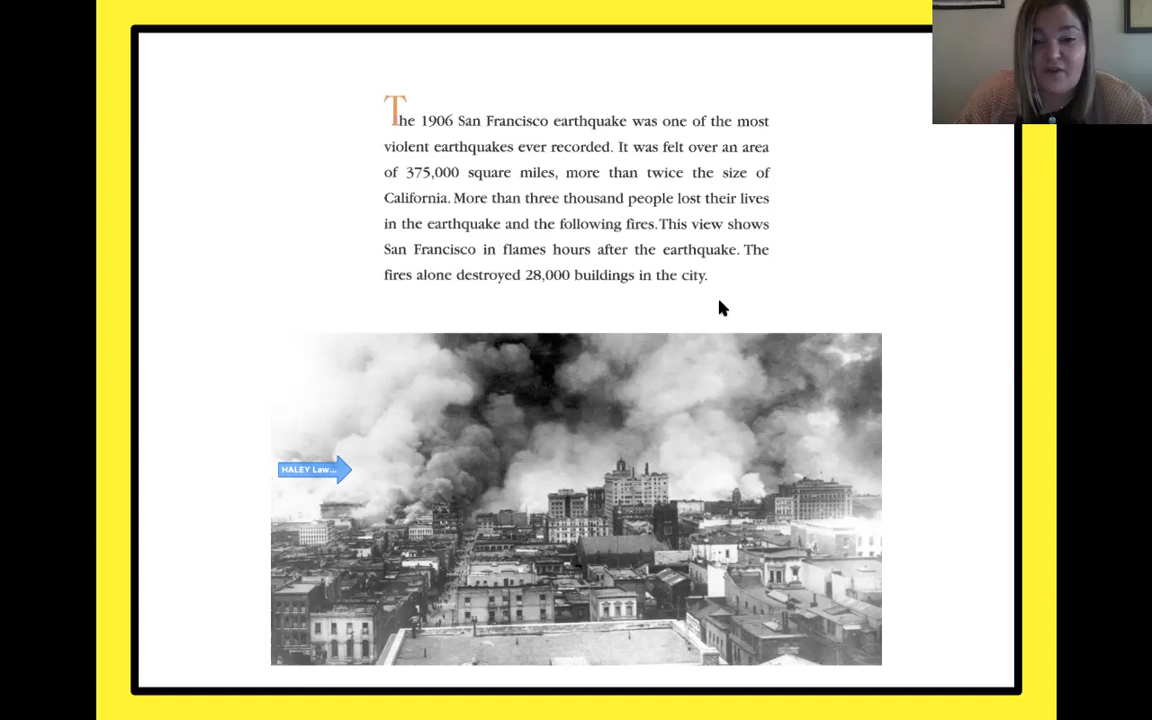 The 1906 San Francisco earthquake was one of the most
violent earthquakes ever recorded. It was felt over an area
of 375,000 square miles, more than twice the size of
California. More than three thousand people lost their lives
in the earthquake and the following fires. This view shows
San Francisco in flames hours after the earthquake. The
fires alone destroyed 28,000 buildings in the city.
HALEY Law...